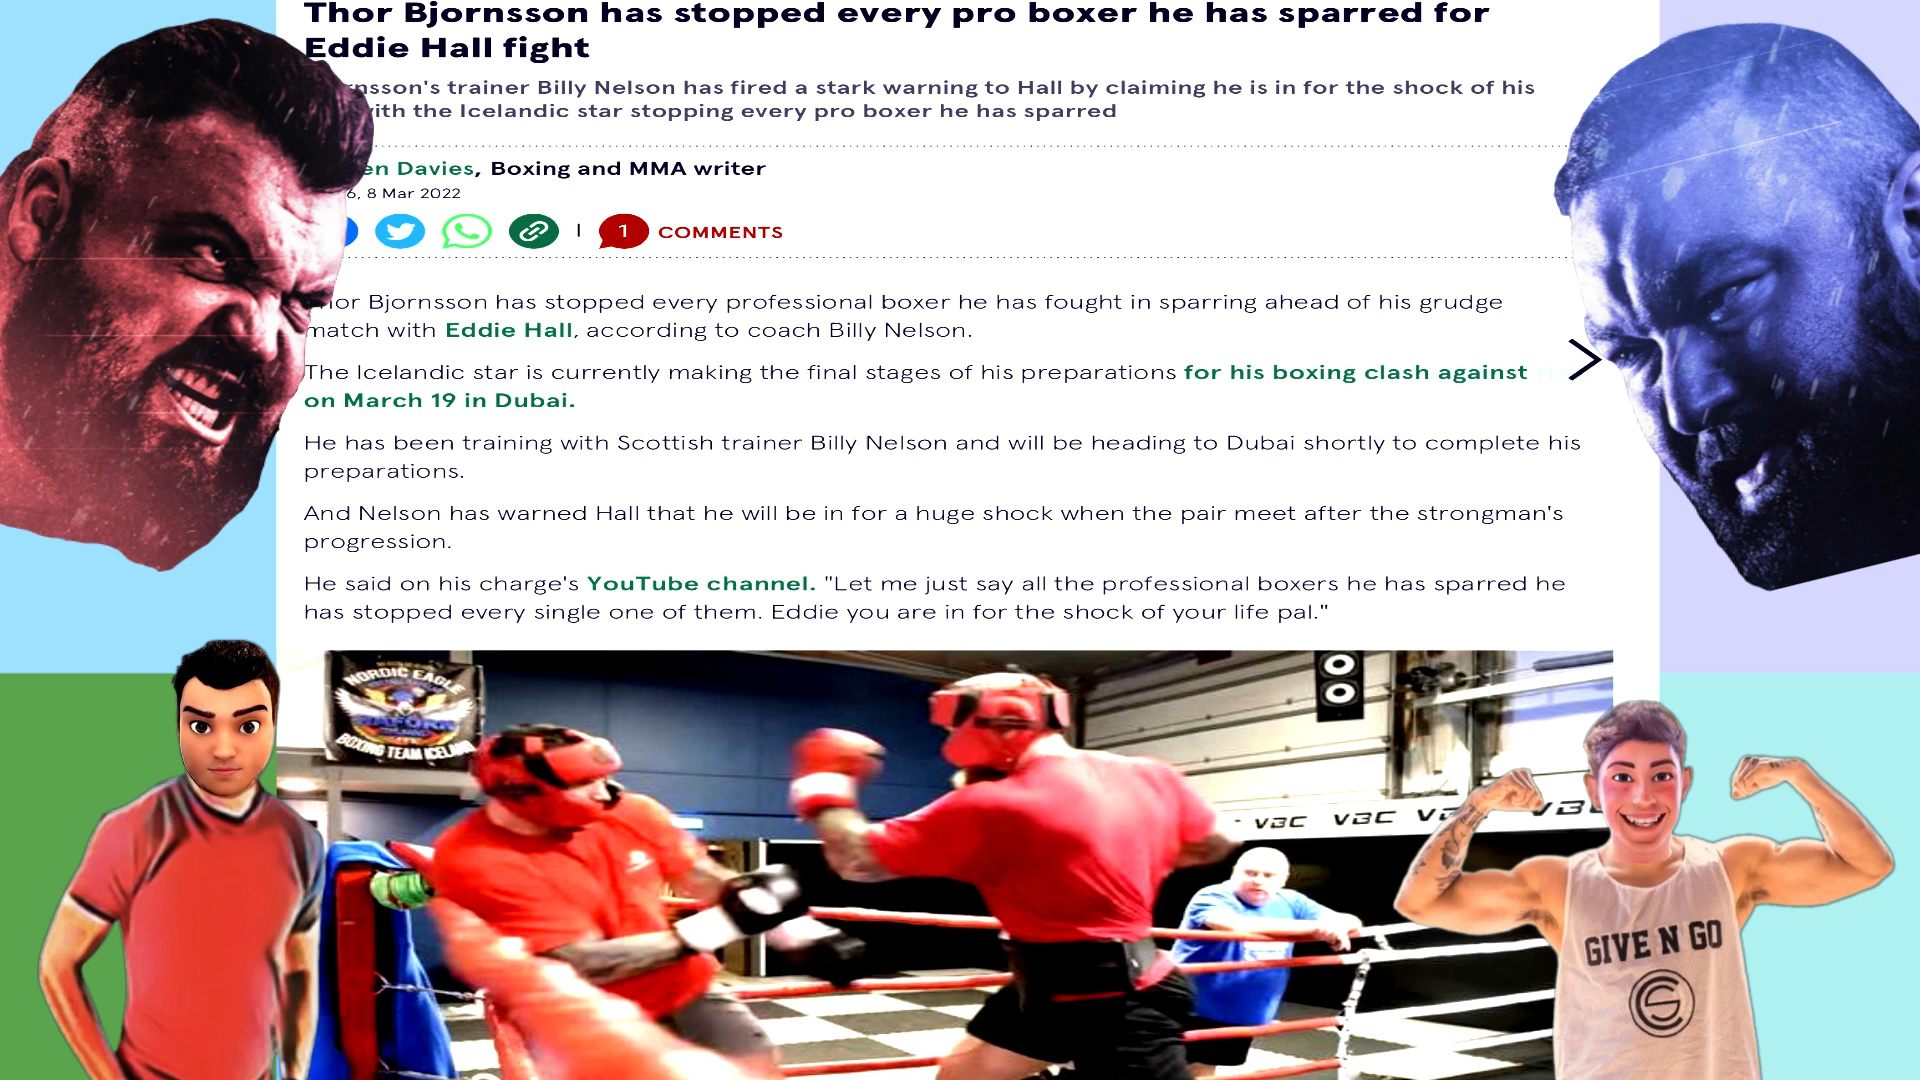 Thor Bjornsson has stopped every pro boxer he has sparred for
Eddie Hall fight
rnsson's trainer Billy Nelson has fired a stark warning to Hall by claiming he is in for the shock of his
with the Icelandic star stopping every pro boxer he has sparred
en Davies, Boxing and MMA writer
6, 8 Mar 2022
| 1 COMMENTS
Thor Bjornsson has stopped every professional boxer he has fought in sparring ahead of his grudge
match with Eddie Hall, according to coach Billy Nelson.
The Icelandic star is currently making the final stages of his preparations for his boxing clash against
on March 19 in Dubai.
He has been training with Scottish trainer Billy Nelson and will be heading to Dubai shortly to complete his
preparations.
And Nelson has warned Hall that he will be in for a huge shock when the pair meet after the strongman's
progression.
He said on his charge's YouTube channel. "Let me just say all the professional boxers he has sparred he
has stopped every single one of them. Eddie you are in for the shock of your life pal."
NORDIC EAGLE
BOXING TEAM ICELAND
VBC VBC VBC
GIVE N GO